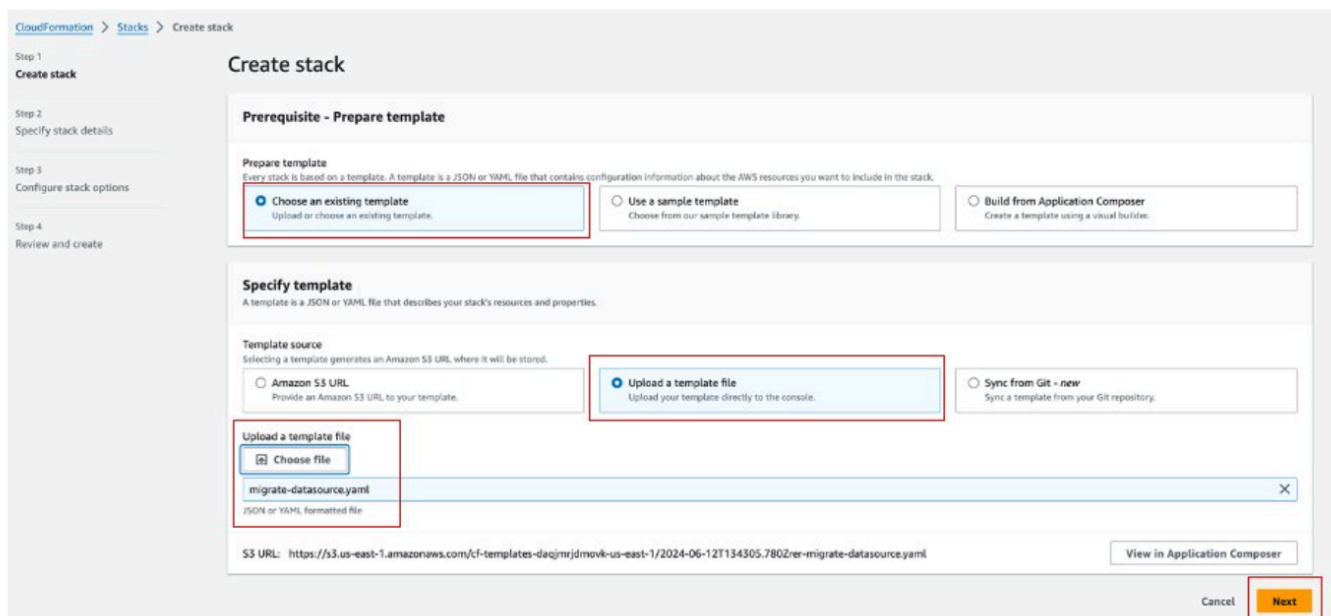 CloudFormation > Stacks > Create stack
Step 1
Create stack
Step 2
Specify stack details
Step 3
Configure stack options
Step 4
Review and create
Create stack
Prerequisite - Prepare template
Prepare template
Every stack is based on a template. A template is a JSON or YAML file that contains configuration information about the AWS resources you want to include in the stack.
Choose an existing template
Upload or choose an existing template.
Use a sample template
Choose from our sample template library.
Build from Application Composer
Create a template using a visual builder.
Specify template
A template is a JSON or YAML file that describes your stack's resources and properties.
Template source
Selecting a template generates an Amazon S3 URL where it will be stored.
Amazon S3 URL
Provide an Amazon S3 URL to your template.
Upload a template file
Upload your template directly to the console.
Sync from Git - new
Sync a template from your Git repository.
Upload a template file
Choose file
migrate-datasource.yaml
JSON or YAML formatted file
S3 URL: https://s3.us-east-1.amazonaws.com/cf-templates-daqjmrjdmovk-us-east-1/2024-06-12T134305.780Zrer-migrate-datasource.yaml
View in Application Composer
Cancel
Next